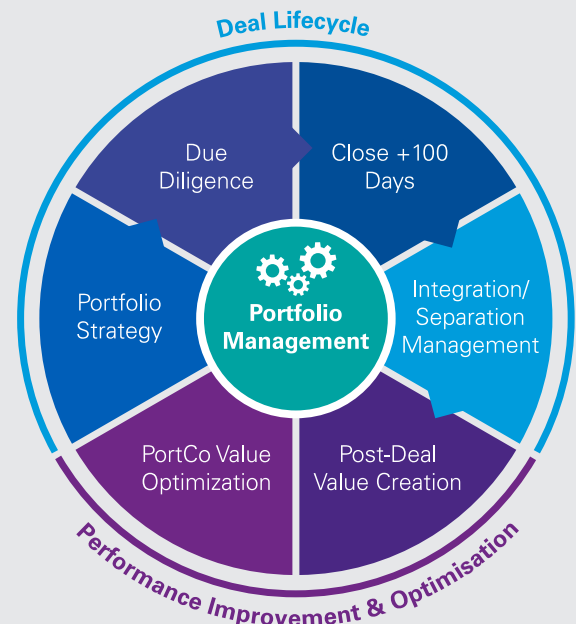 Deal Lifecycle
Due
Diligence
Close +100
Days
Portfolio
Strategy
Portfolio
Management
Integration/
Separation
Management
PortCo Value
Optimization
Post-Deal
Value Creation
Performance Improvement & Optimisation